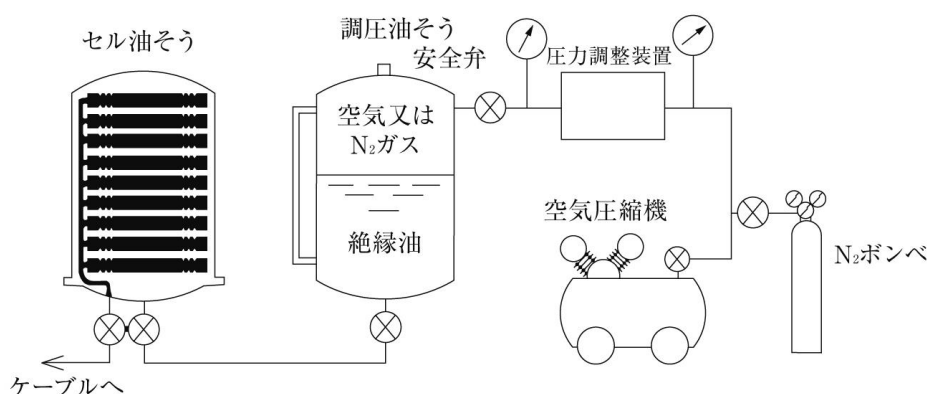 セル油そう
調圧油そう
安全弁
圧力調整装置
空気又は
N₂ガス
絶縁油
空気圧縮機
N₂ボンベ
ケーブルへ